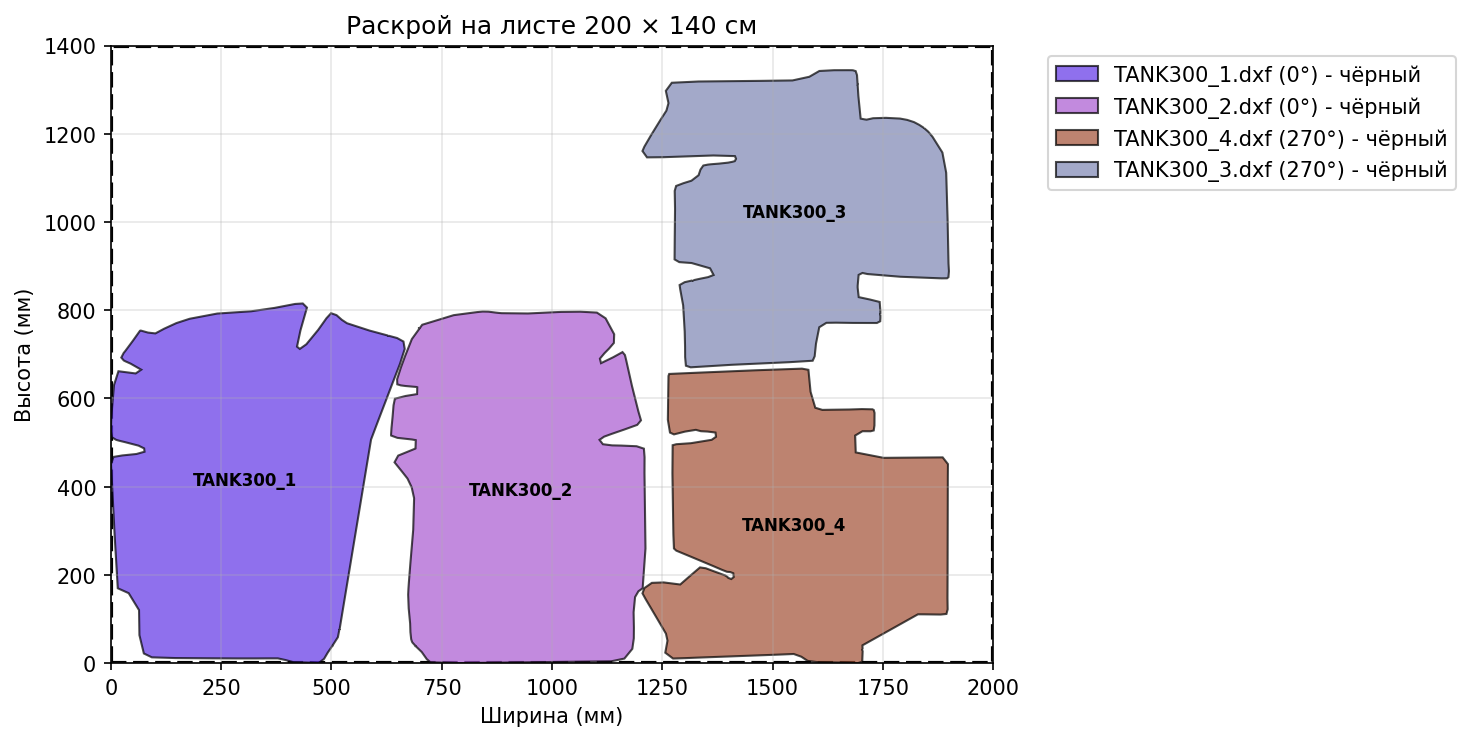 Раскрой на листе 200 × 140 см
Высота (мм)
1400
1200
1000
800
600
400
200
0
0
250
500
750
1000
1250
1500
1750
2000
Ширина (мм)
TANK300_1
TANK300_2
TANK300_3
TANK300_4
TANK300_1.dxf (0°) - чёрный
TANK300_2.dxf (0°) - чёрный
TANK300_4.dxf (270°) - чёрный
TANK300_3.dxf (270°) - чёрный